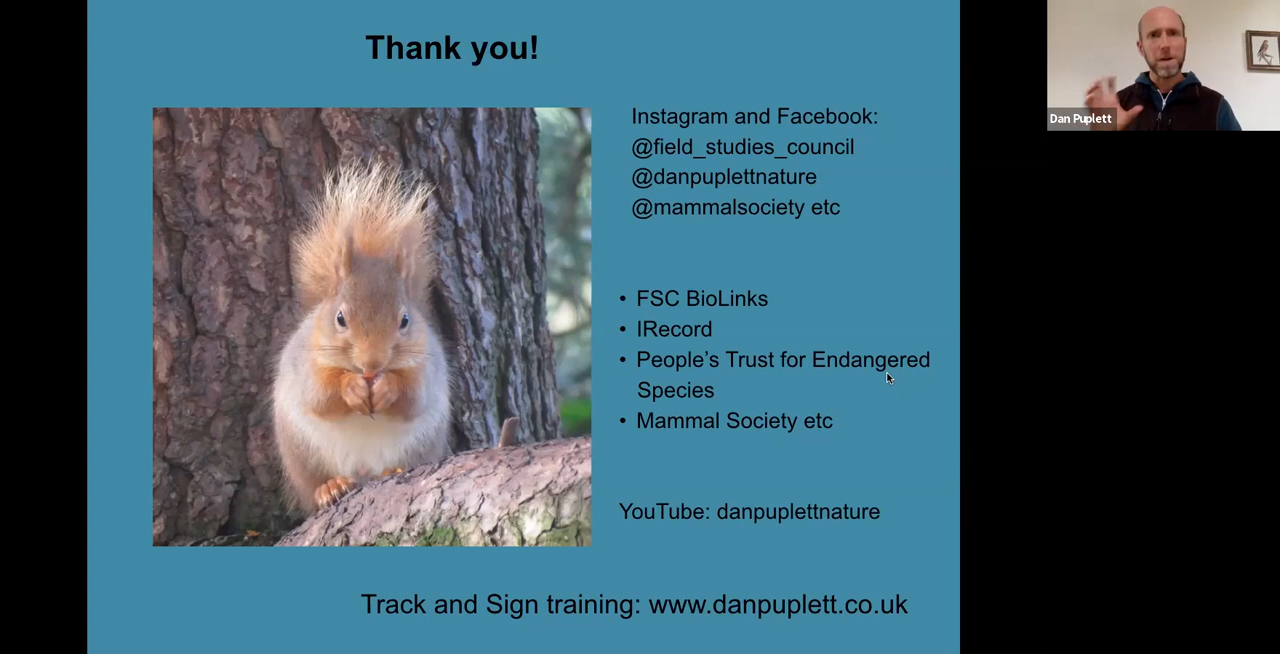 Thank you!
Instagram and Facebook:
@field_studies_council
@danpuplettnature
@mammalsociety etc
• FSC BioLinks
• IRecord
• People’s Trust for Endangered
Species
• Mammal Society etc
YouTube: danpuplettnature
Track and Sign training: www.danpuplett.co.uk
Dan Puplett